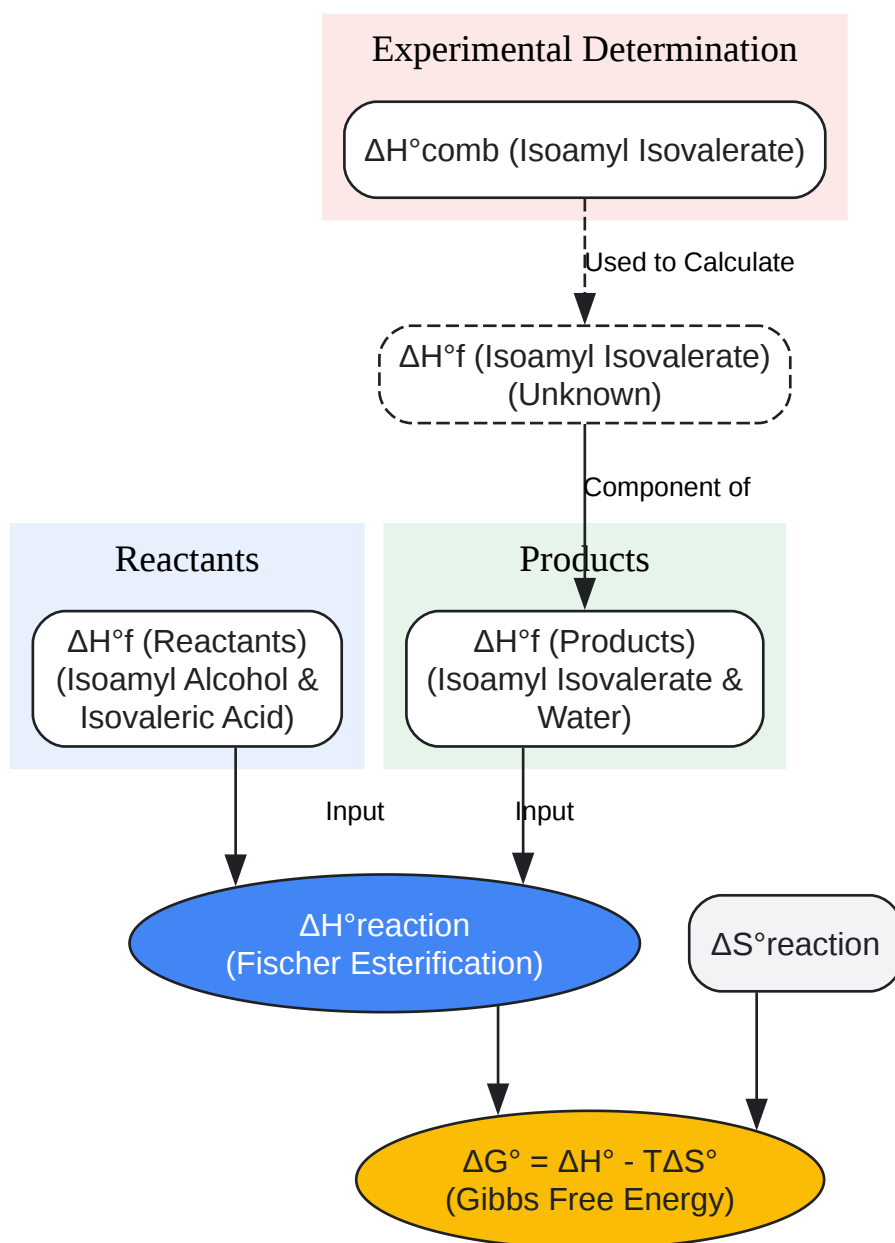 Experimental Determination
ΔH°comb (Isoamyl Isovalerate)
Used to Calculate
ΔH°f (Isoamyl Isovalerate)
(Unknown)
Component of
Reactants
Products
ΔH°f (Reactants)
(Isoamyl Alcohol &
Isovaleric Acid)
ΔH°f (Products)
(Isoamyl Isovalerate &
Water)
Input
Input
ΔH°reaction
(Fischer Esterification)
ΔS°reaction
ΔG° = ΔH° - TΔS°
(Gibbs Free Energy)